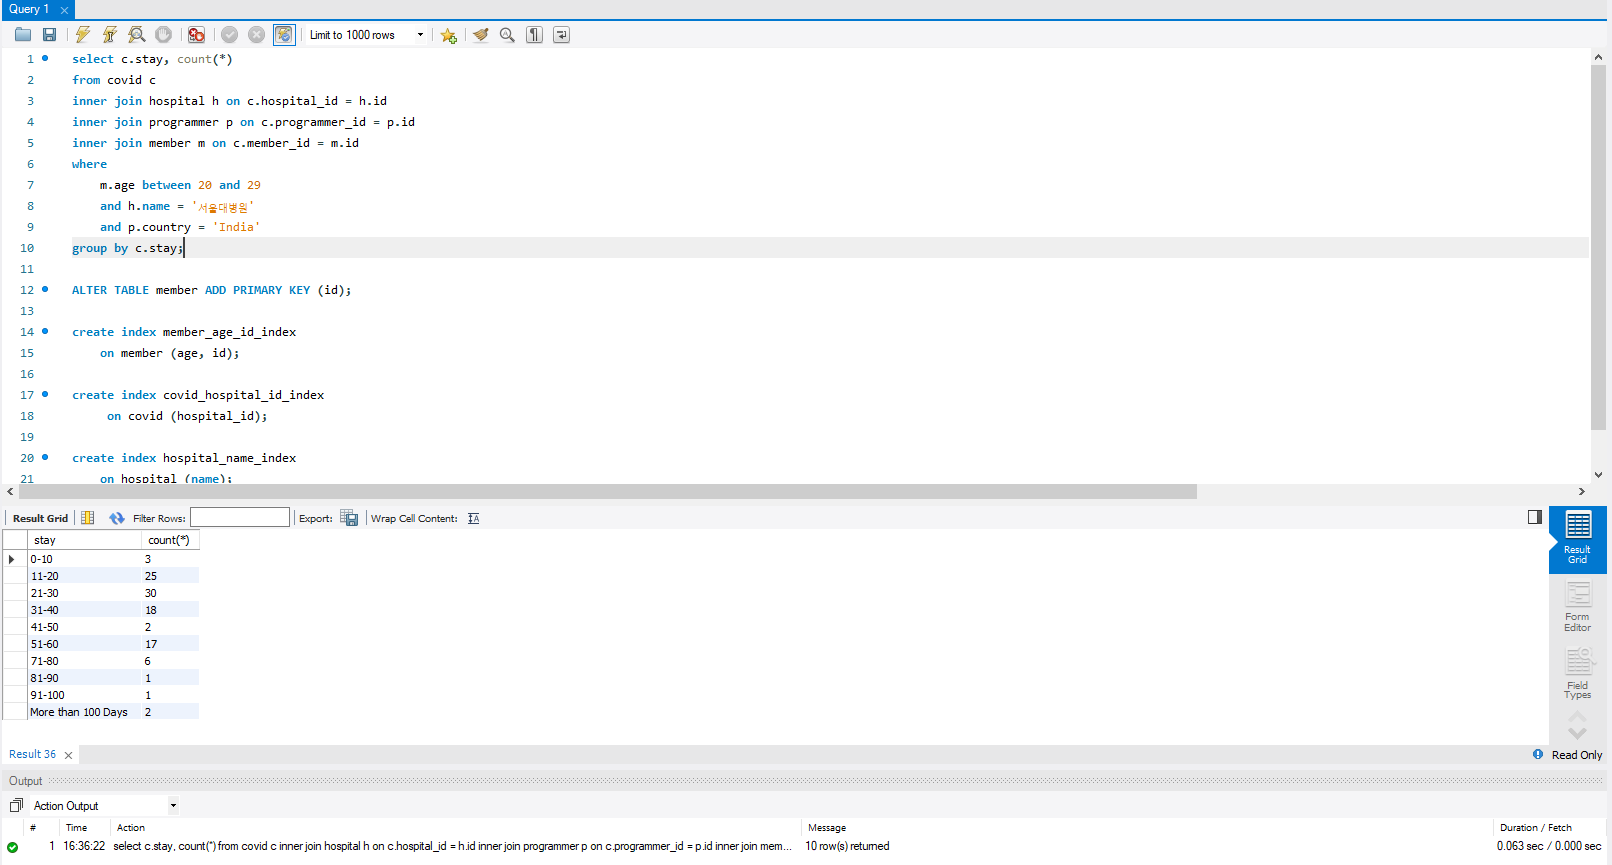 Query 1
Limit to 1000 rows
1 select c.stay, count(*)
2 from covid c
3 inner join hospital h on c.hospital_id = h.id
4 inner join programmer p on c.programmer_id = p.id
5 inner join member m on c.member_id = m.id
6 where
7 m.age between 20 and 29
8 and h.name = '서울대병원'
9 and p.country = 'India'
10 group by c.stay;
11
12 ALTER TABLE member ADD PRIMARY KEY (id);
13
14 create index member_age_id_index
15 on member (age, id);
16
17 create index covid_hospital_id_index
18 on covid (hospital_id);
19
20 create index hospital_name_index
21 on hospital (name);
Result Grid Filter Rows: Export: Wrap Cell Content:
stay count(*)
0-10 3
11-20 25
21-30 30
31-40 18
41-50 2
51-60 17
71-80 6
81-90 1
91-100 1
More than 100 Days 2
Result
Grid
Form
Editor
Field
Types
Result 36
Read Only
Output
Action Output
# Time Action Message Duration / Fetch
1 16:36:22 select c.stay, count(*) from covid c inner join hospital h on c.hospital_id = h.id inner join programmer p on c.programmer_id = p.id inner join mem... 10 row(s) returned 0.063 sec / 0.000 sec